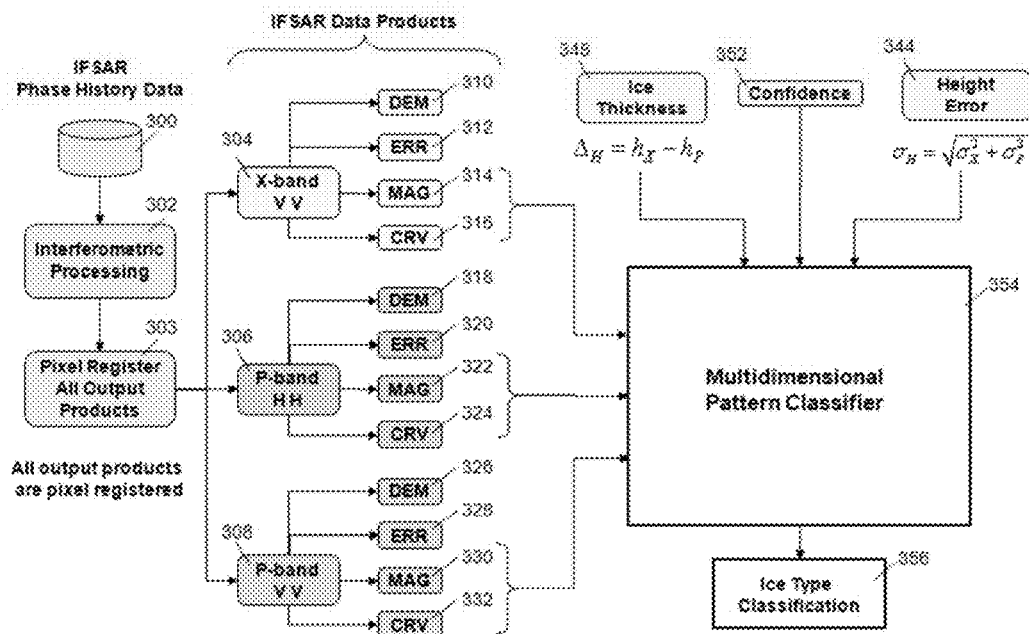 IFSAR Data Products
IFSAR
Phase History Data
300
302
Interferometric
Processing
303
Pixel Register
All Output
Products
All output products
are pixel registered
304
X-band
V V
DEM
310
ERR
312
MAG
314
CRV
316
306
P-band
H H
DEM
318
ERR
320
MAG
322
CRV
324
308
P-band
V V
DEM
326
ERR
328
MAG
330
CRV
332
348
Ice
Thickness
Δ_H = h_X − h_P
352
Confidence
344
Height
Error
σ_H = √(σ_X² + σ_P²)
354
Multidimensional
Pattern Classifier
356
Ice Type
Classification